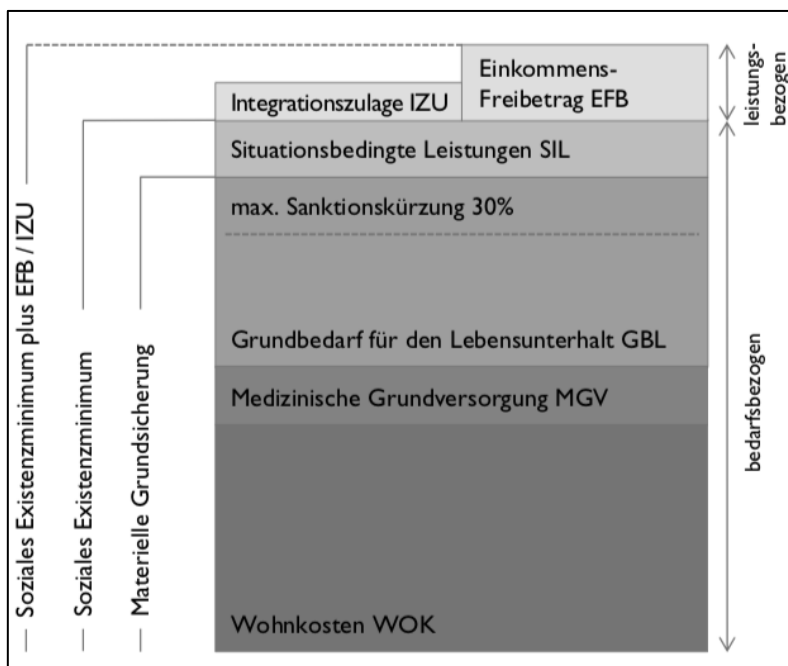 Einkommens-
Freibetrag EFB
Integrationszulage IZU
Situationsbedingte Leistungen SIL
max. Sanktionskürzung 30%
Grundbedarf für den Lebensunterhalt GBL
Medizinische Grundversorgung MGV
Wohnkosten WOK
Soziales Existenzminimum plus EFB / IZU
Soziales Existenzminimum
Materielle Grundsicherung
leistungs-
bezogen
bedarfsbezogen